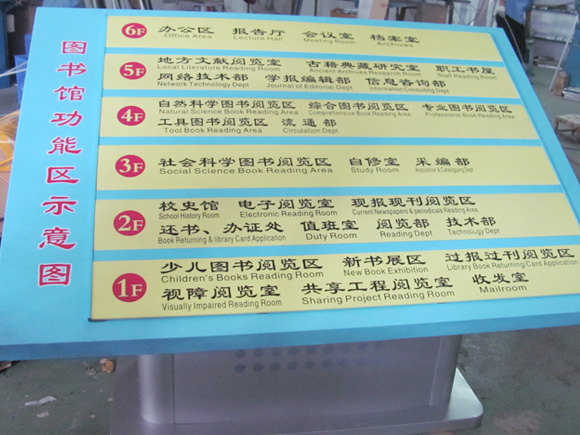 图书馆功能区示意图
6F 办公区 报告厅 会议室 档案室
Office Area Lecture Hall Meeting Room Archives
5F 地方文献阅览室 古籍典藏研究室 职工书屋
Local Literature Reading Room Ancient Archives Research Room Staff Reading Room
网络技术部 学报编辑部 信息咨询部
Network Technology Dept Journal of Editorial Dept Information Consulting Dept
4F 自然科学图书阅览区 综合图书阅览区 专业图书阅览区
Natural Science Book Reading Area Comprehensive Book Reading Area Professional Book Reading Area
工具图书阅览区 流通部
Tool Book Reading Area Circulation Dept
3F 社会科学图书阅览区 自修室 采编部
Social Science Book Reading Area Study Room Acquisition & Cataloging Dept
2F 校史馆 电子阅览室 现报现刊阅览区
School History Room Electronic Reading Room Current Newspapers & periodicals Reading Area
还书、办证处 值班室 阅览部 技术部
Book Returning & library Card Application Duty Room Reading Dept Technology Dept
1F 少儿图书阅览区 新书展区 过报过刊阅览区
Children's Books Reading Room New Book Exhibition Library Book Returning/Card Application
视障阅览室 共享工程阅览室 收发室
Visually Impaired Reading Room Sharing Project Reading Room Mailroom